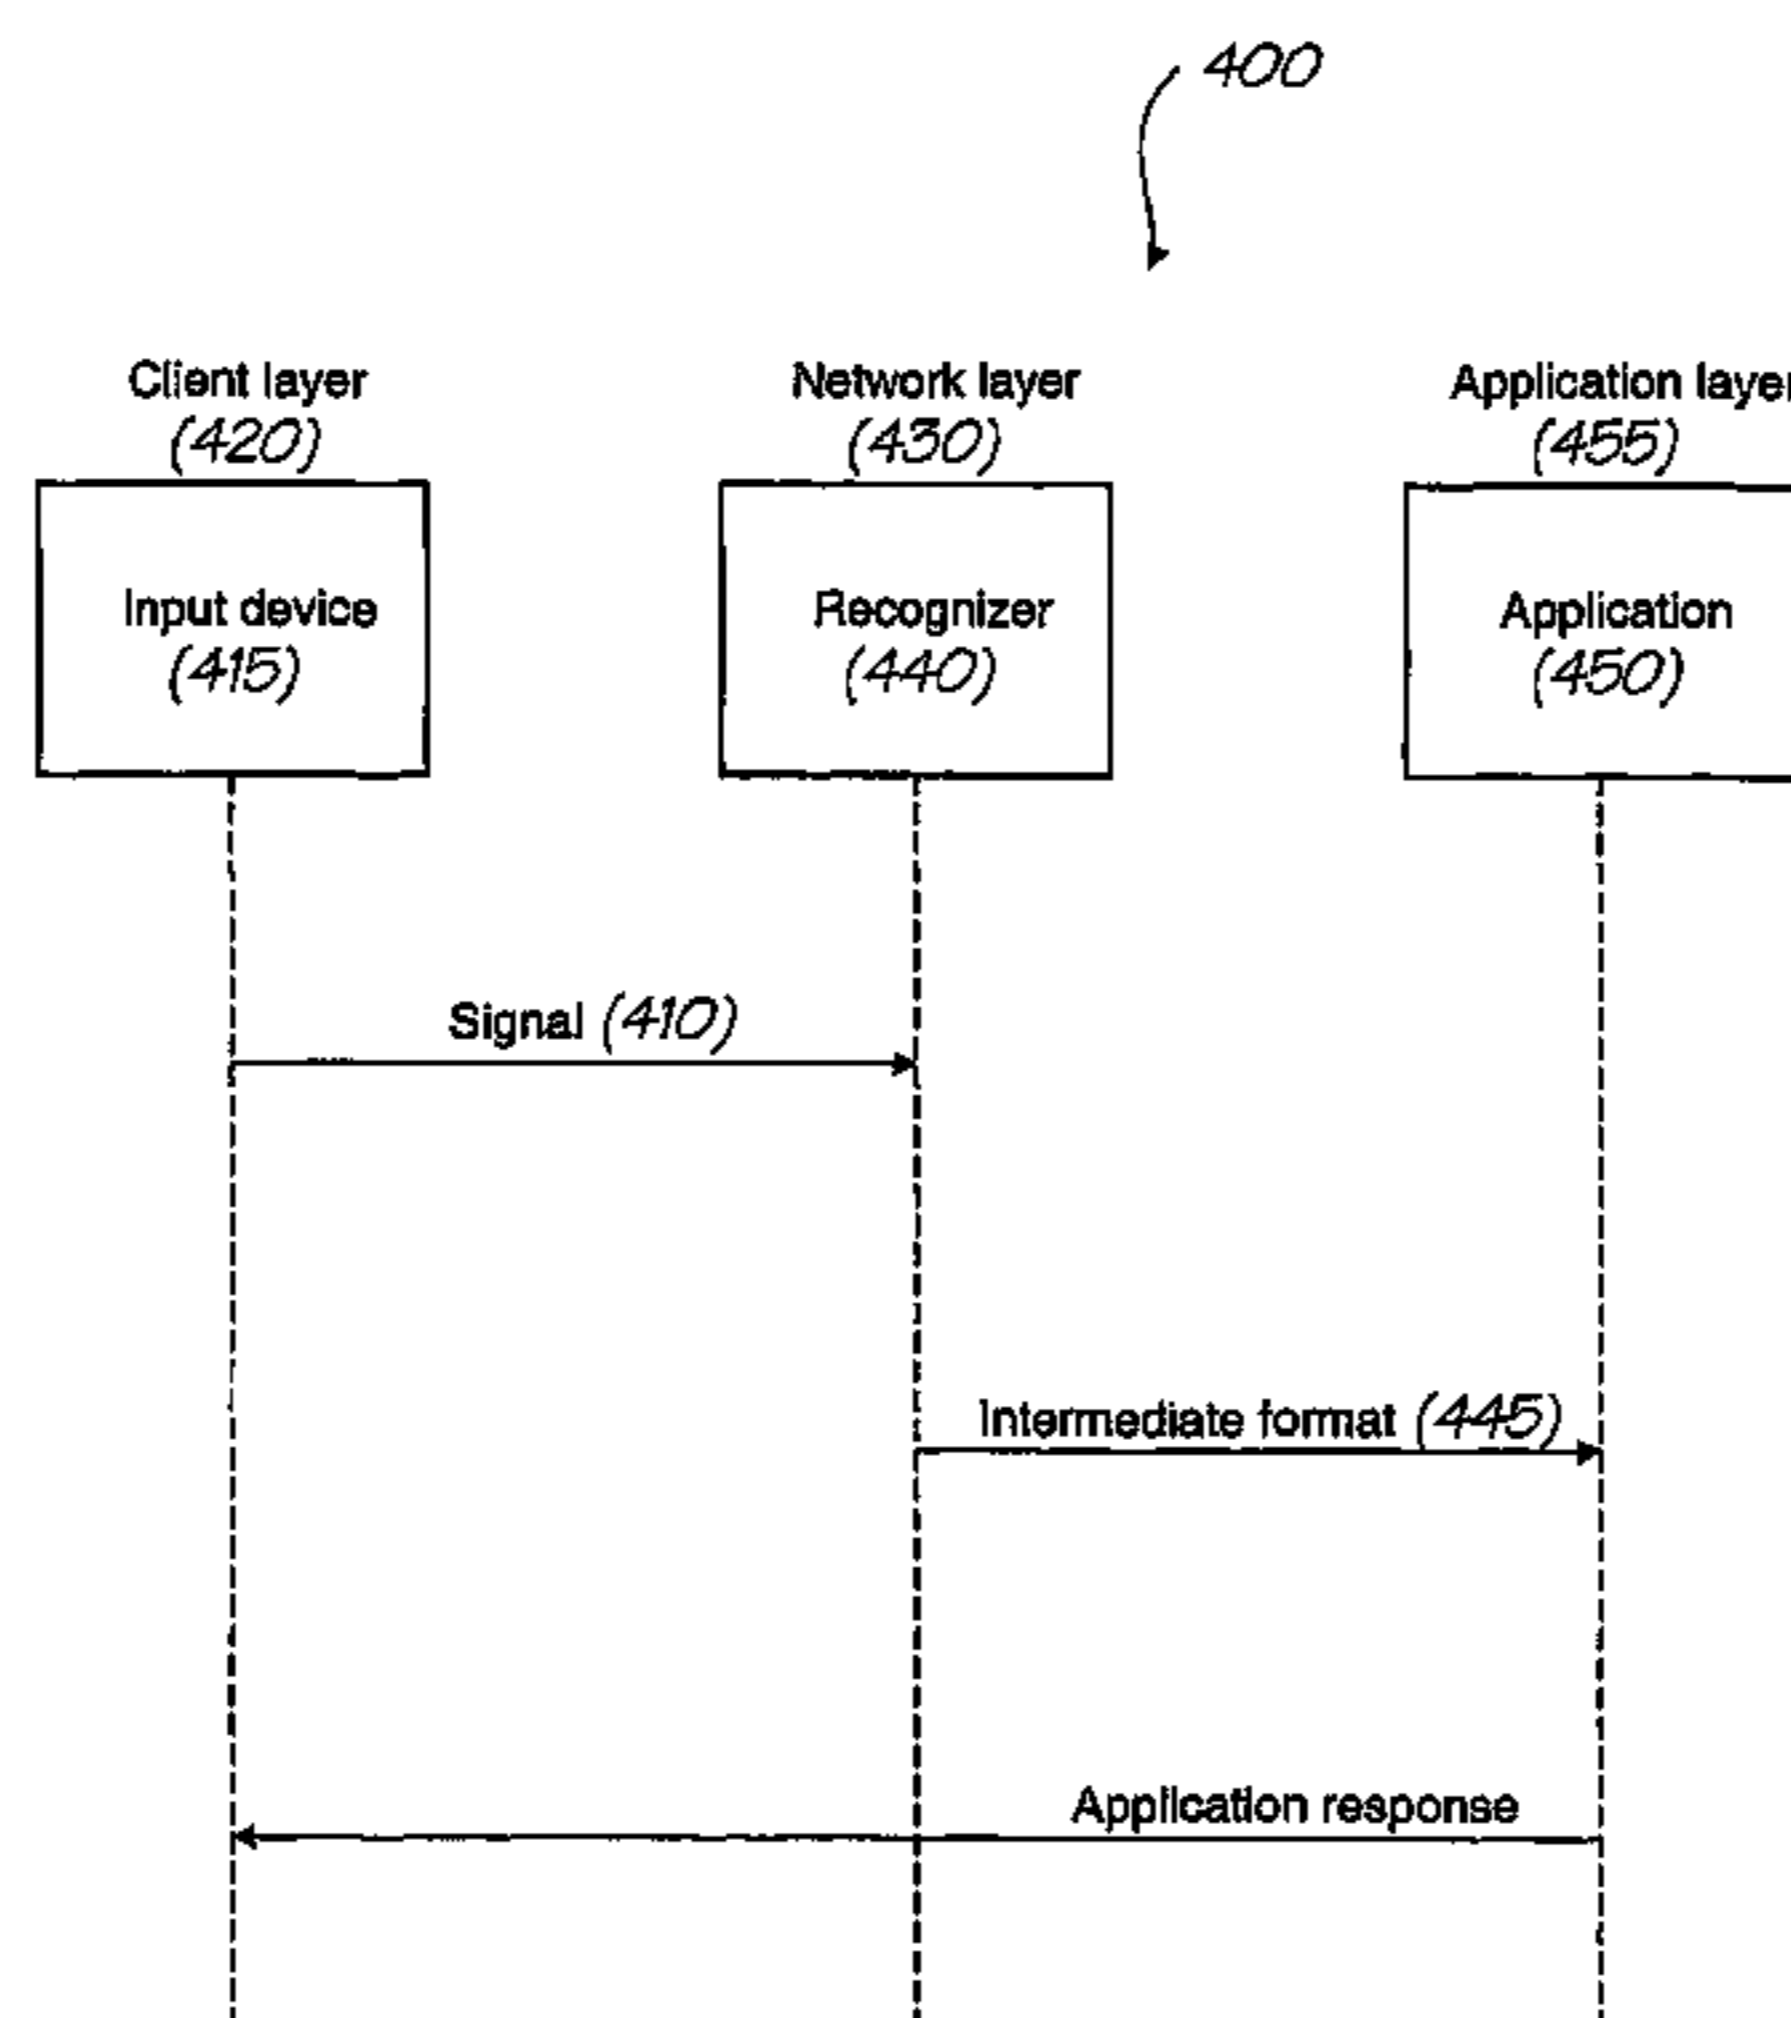 400
Client layer
(420)
Network layer
(430)
Application layer
(455)
Input device
(415)
Recognizer
(440)
Application
(450)
Signal (410)
Intermediate format (445)
Application response